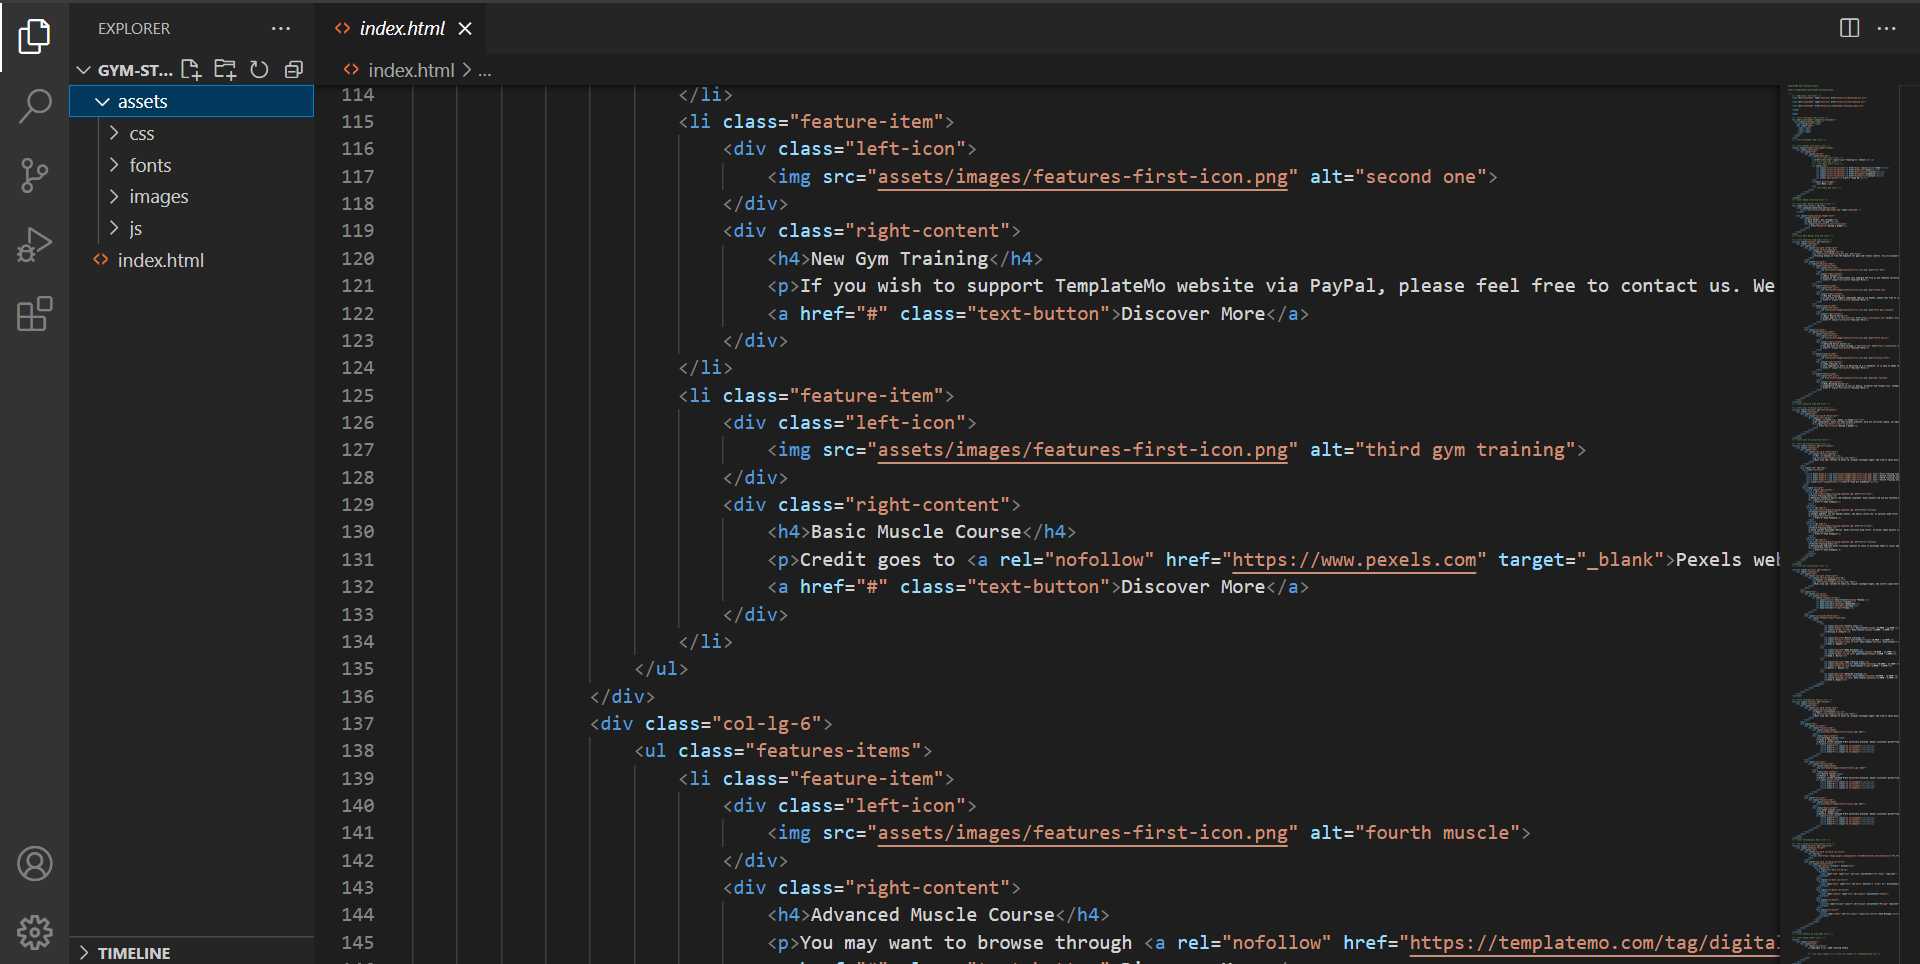 EXPLORER
GYM-ST...
assets
css
fonts
images
js
index.html
TIMELINE
index.html
index.html > ...
114 </li>
115 <li class="feature-item">
116 <div class="left-icon">
117 <img src="assets/images/features-first-icon.png" alt="second one">
118 </div>
119 <div class="right-content">
120 <h4>New Gym Training</h4>
121 <p>If you wish to support TemplateMo website via PayPal, please feel free to contact us. We
122 <a href="#" class="text-button">Discover More</a>
123 </div>
124 </li>
125 <li class="feature-item">
126 <div class="left-icon">
127 <img src="assets/images/features-first-icon.png" alt="third gym training">
128 </div>
129 <div class="right-content">
130 <h4>Basic Muscle Course</h4>
131 <p>Credit goes to <a rel="nofollow" href="https://www.pexels.com" target="_blank">Pexels web
132 <a href="#" class="text-button">Discover More</a>
133 </div>
134 </li>
135 </ul>
136 </div>
137 <div class="col-lg-6">
138 <ul class="features-items">
139 <li class="feature-item">
140 <div class="left-icon">
141 <img src="assets/images/features-first-icon.png" alt="fourth muscle">
142 </div>
143 <div class="right-content">
144 <h4>Advanced Muscle Course</h4>
145 <p>You may want to browse through <a rel="nofollow" href="https://templatemo.com/tag/digital